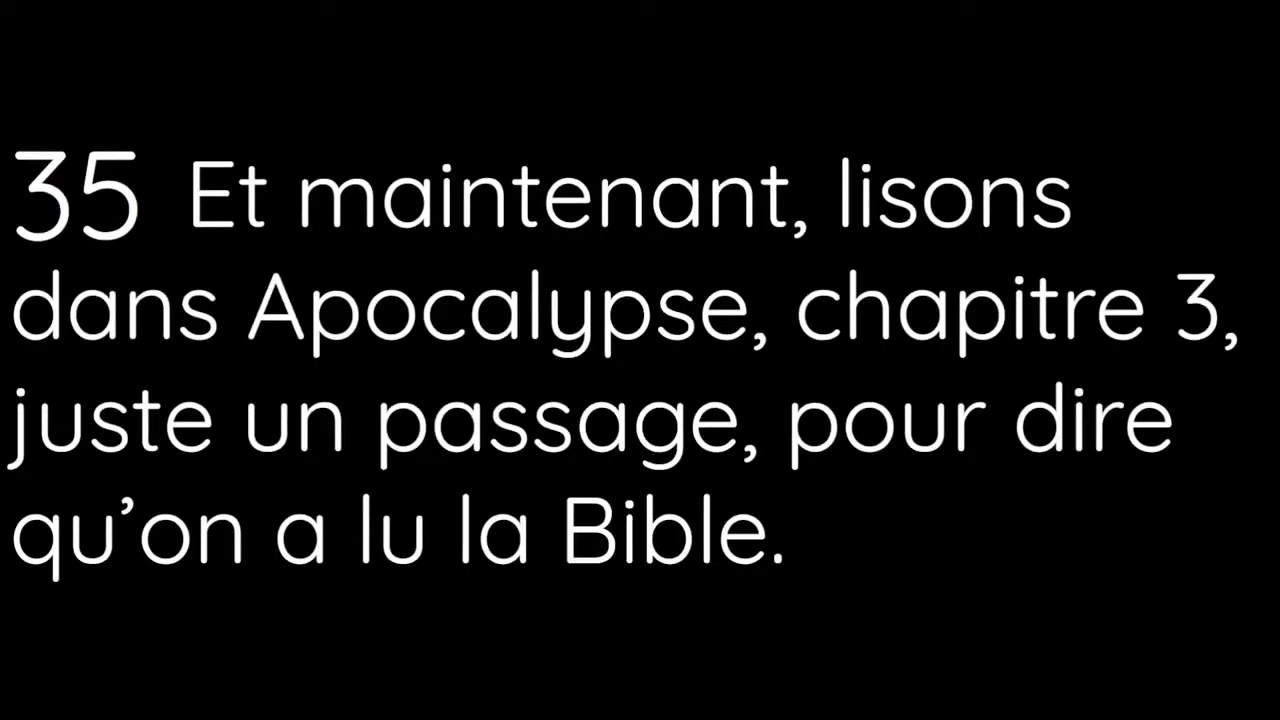 35 Et maintenant, lisons
dans Apocalypse, chapitre 3,
juste un passage, pour dire
qu’on a lu la Bible.